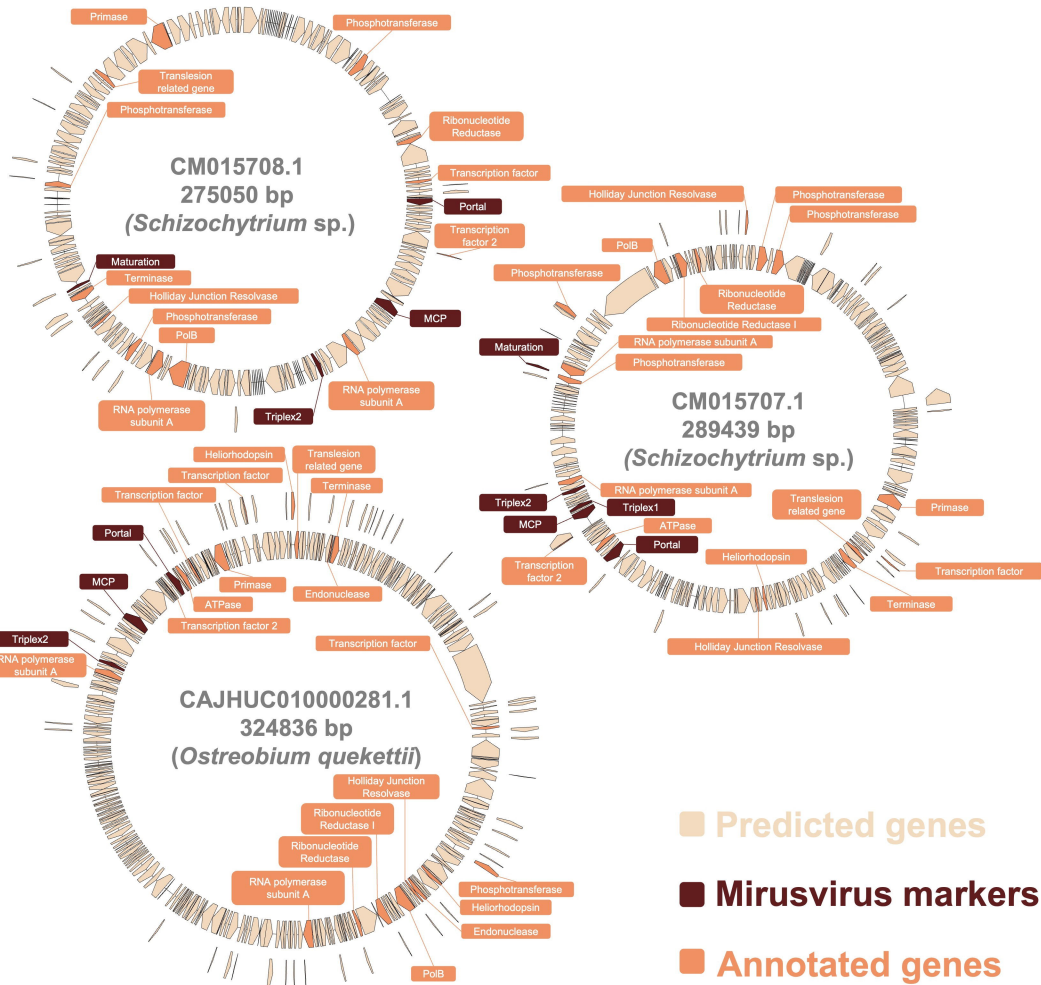 Primase
Phosphotransferase
Translesion
related gene
Phosphotransferase
Ribonucleotide
Reductase
Transcription factor
Portal
Transcription
factor 2
CM015708.1
275050 bp
(Schizochytrium sp.)
Maturation
Terminase
Holliday Junction Resolvase
Phosphotransferase
PolB
MCP
RNA polymerase
subunit A
Triplex2
RNA polymerase
subunit A
Holliday Junction Resolvase
Phosphotransferase
Phosphotransferase
PolB
Phosphotransferase
Ribonucleotide
Reductase
Ribonucleotide Reductase I
RNA polymerase subunit A
Phosphotransferase
Maturation
CM015707.1
289439 bp
(Schizochytrium sp.)
RNA polymerase subunit A
Triplex2
Triplex1
MCP
ATPase
Portal
Transcription
factor 2
Translesion
related gene
Primase
Heliorhodopsin
Transcription factor
Terminase
Holliday Junction Resolvase
Heliorhodopsin
Translesion
related gene
Transcription factor
Terminase
Transcription factor
Portal
Primase
Endonuclease
ATPase
MCP
Transcription factor 2
Triplex2
RNA polymerase
subunit A
Transcription factor
CAJHUC010000281.1
324836 bp
(Ostreobium quekettii)
Holliday Junction
Resolvase
Ribonucleotide
Reductase I
Ribonucleotide
Reductase
RNA polymerase
subunit A
Phosphotransferase
Heliorhodopsin
Endonuclease
PolB
Predicted genes
Mirusvirus markers
Annotated genes